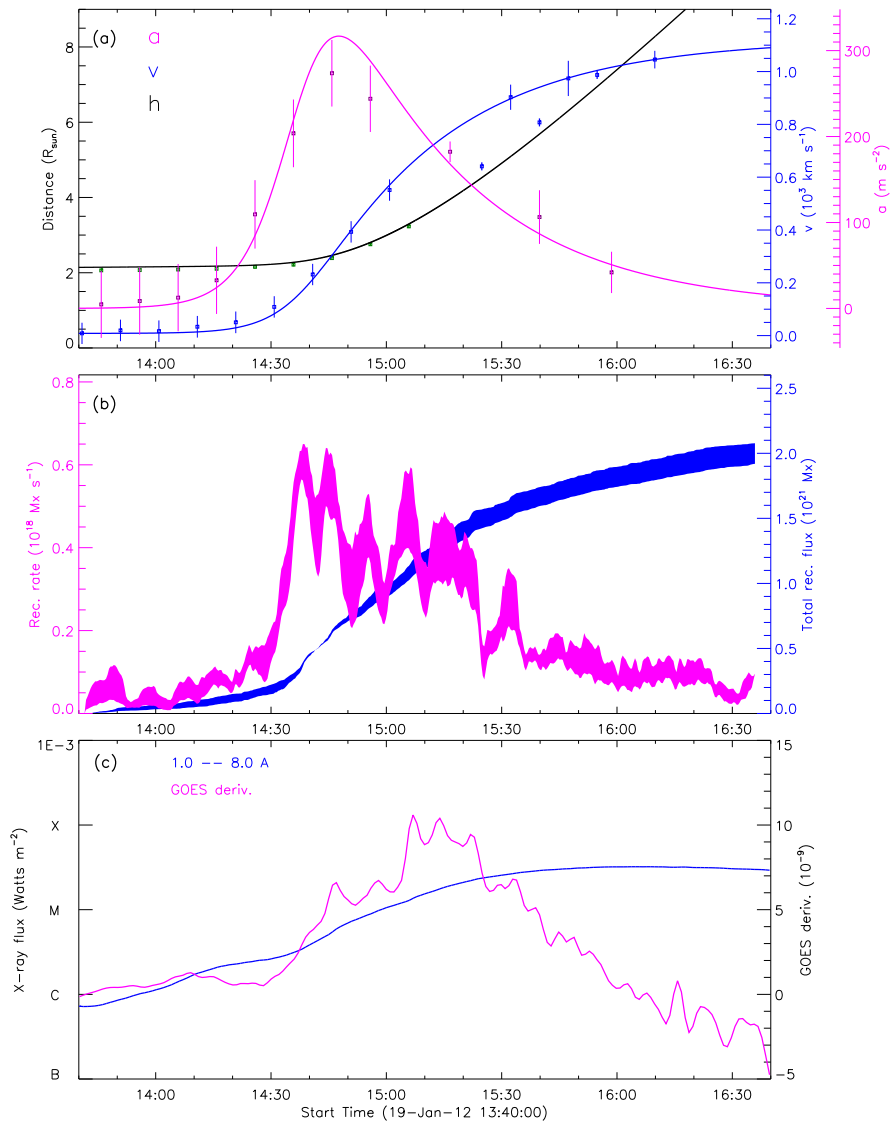 (a)
a
v
h
Distance (R_sun)
0
2
4
6
8
v (10³ km s⁻¹)
0.0
0.2
0.4
0.6
0.8
1.0
1.2
a (m s⁻²)
0
100
200
300
14:00
14:30
15:00
15:30
16:00
16:30
(b)
Rec. rate (10¹⁸ Mx s⁻¹)
0.0
0.2
0.4
0.6
0.8
Total rec. flux (10²¹ Mx)
0.0
0.5
1.0
1.5
2.0
2.5
14:00
14:30
15:00
15:30
16:00
16:30
(c)
1.0 -- 8.0 A
GOES deriv.
X-ray flux (Watts m⁻²)
1E-3
X
M
C
B
GOES deriv. (10⁻⁹)
-5
0
5
10
15
14:00
14:30
15:00
15:30
16:00
16:30
Start Time (19-Jan-12 13:40:00)